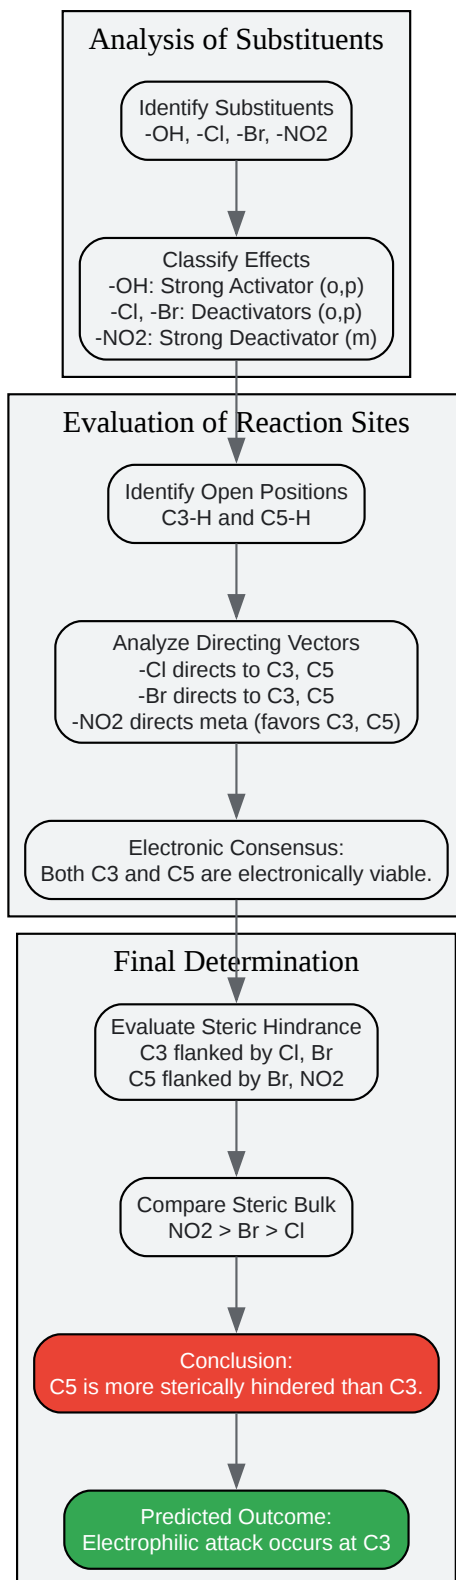 Analysis of Substituents
Identify Substituents
-OH, -Cl, -Br, -NO2
Classify Effects
-OH: Strong Activator (o,p)
-Cl, -Br: Deactivators (o,p)
-NO2: Strong Deactivator (m)
Evaluation of Reaction Sites
Identify Open Positions
C3-H and C5-H
Analyze Directing Vectors
-Cl directs to C3, C5
-Br directs to C3, C5
-NO2 directs meta (favors C3, C5)
Electronic Consensus:
Both C3 and C5 are electronically viable.
Final Determination
Evaluate Steric Hindrance
C3 flanked by Cl, Br
C5 flanked by Br, NO2
Compare Steric Bulk
NO2 > Br > Cl
Conclusion:
C5 is more sterically hindered than C3.
Predicted Outcome:
Electrophilic attack occurs at C3